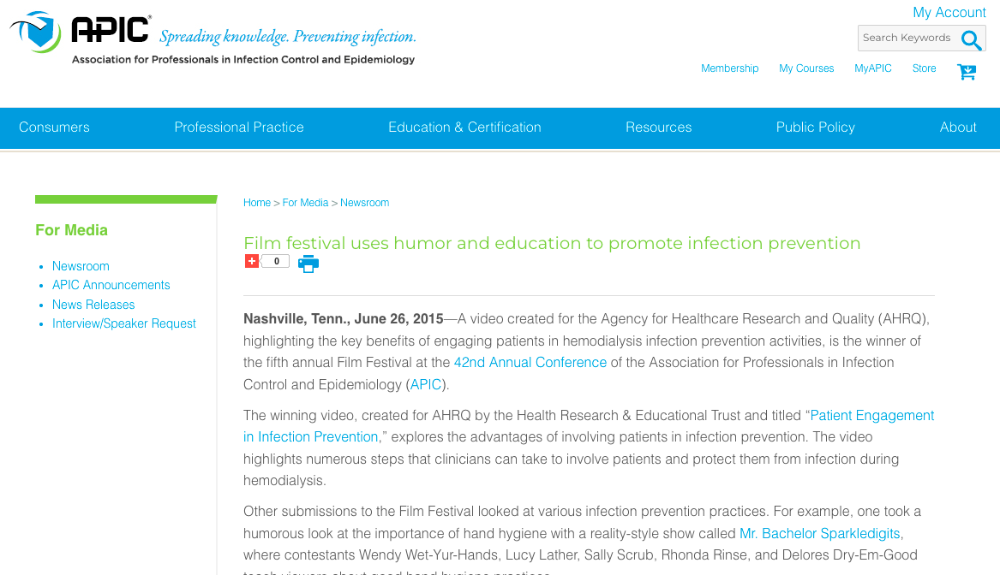 My Account
APIC® Spreading knowledge. Preventing infection.
Association for Professionals in Infection Control and Epidemiology
Search Keywords
Membership My Courses MyAPIC Store
Consumers Professional Practice Education & Certification Resources Public Policy About
For Media
Newsroom
APIC Announcements
News Releases
Interview/Speaker Request
Home > For Media > Newsroom
Film festival uses humor and education to promote infection prevention
0
Nashville, Tenn., June 26, 2015—A video created for the Agency for Healthcare Research and Quality (AHRQ),
highlighting the key benefits of engaging patients in hemodialysis infection prevention activities, is the winner of
the fifth annual Film Festival at the 42nd Annual Conference of the Association for Professionals in Infection
Control and Epidemiology (APIC).
The winning video, created for AHRQ by the Health Research & Educational Trust and titled “Patient Engagement
in Infection Prevention,” explores the advantages of involving patients in infection prevention. The video
highlights numerous steps that clinicians can take to involve patients and protect them from infection during
hemodialysis.
Other submissions to the Film Festival looked at various infection prevention practices. For example, one took a
humorous look at the importance of hand hygiene with a reality-style show called Mr. Bachelor Sparkledigits,
where contestants Wendy Wet-Yur-Hands, Lucy Lather, Sally Scrub, Rhonda Rinse, and Delores Dry-Em-Good
teach viewers about good hand hygiene practices.